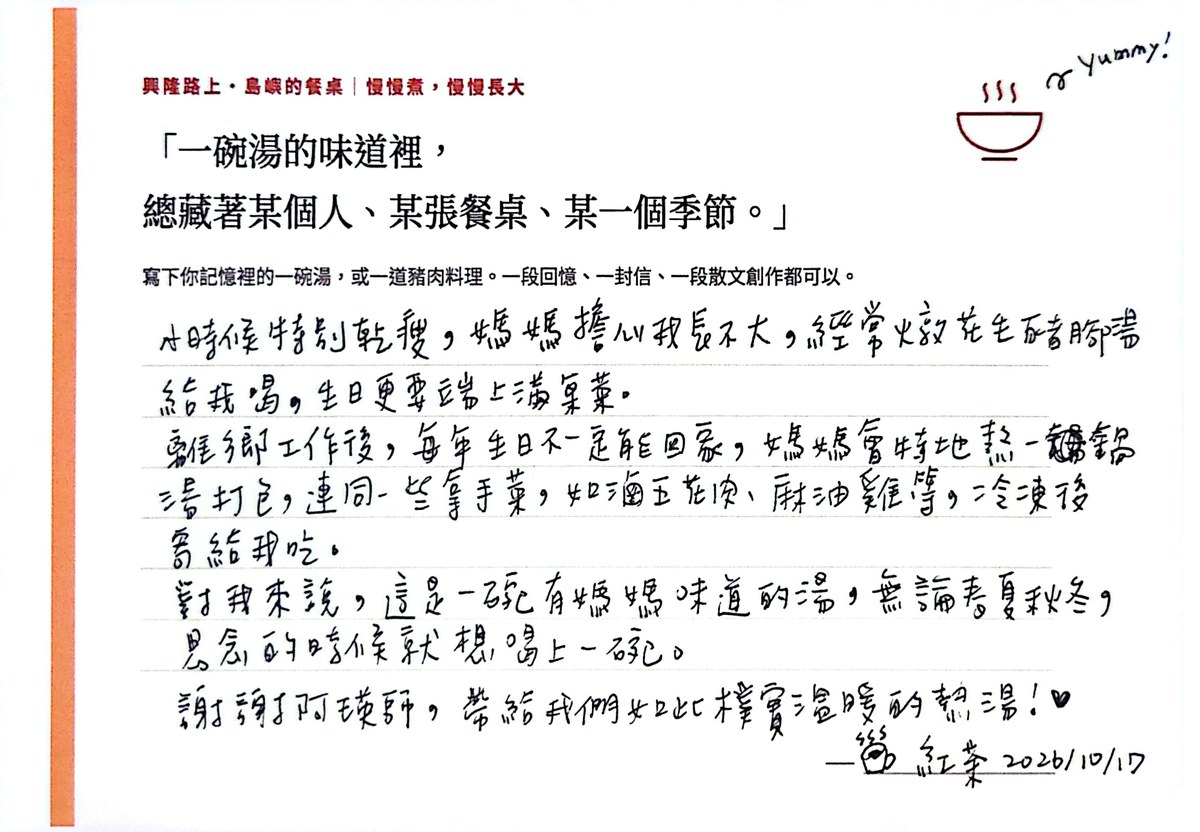 Yummy!
興隆路上・島嶼的餐桌｜慢慢煮，慢慢長大
「一碗湯的味道裡，
總藏著某個人、某張餐桌、某一個季節。」
寫下你記憶裡的一碗湯，或一道豬肉料理。一段回憶、一封信、一段散文創作都可以。
小時候特別乾瘦，媽媽擔心我長不大，經常燉花生豬腳湯
給我喝，生日更要端上滿桌菜。
離鄉工作後，每年生日不一定能回家，媽媽會特地熬一鍋
湯打包，連同一些拿手菜，如滷五花肉、麻油雞等，冷凍後
寄給我吃。
對我來說，這是一碗有媽媽味道的湯，無論春夏秋冬，
思念的時候就想喝上一碗。
謝謝阿瑛師，帶給我們如此樸實溫暖的熱湯！♥
— 紅茶 2026/10/17